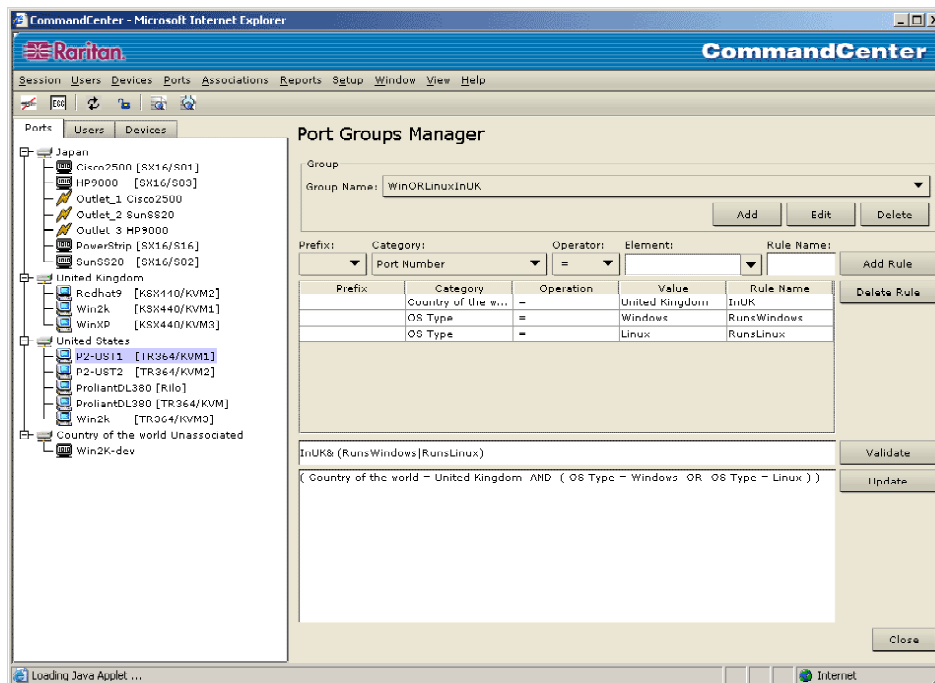 CommandCenter - Microsoft Internet Explorer
Raritan.
CommandCenter
Session Users Devices Ports Associations Reports Setup Window View Help
ESC
Ports Users Devices
Japan
Cisco2500 [SX16/S01]
HP9000 [SX16/S03]
Outlet_1 Cisco2500
Outlet_2 SunSS20
Outlet_3 HP9000
PowerStrip [SX16/S16]
SunSS20 [SX16/S02]
United Kingdom
Redhat9 [KSX440/KVM2]
Win2k [KSX440/KVM1]
WinXP [KSX440/KVM3]
United States
P2-UST1 [TR364/KVM1]
P2-UST2 [TR364/KVM2]
ProliantDL380 [Rilo]
ProliantDL380 [TR364/KVM]
Win2k [TR364/KVM3]
Country of the world Unassociated
Win2K-dev
Port Groups Manager
Group
Group Name: WinORLinuxInUK
Add Edit Delete
Prefix: Category: Operator: Element: Rule Name:
Port Number = Add Rule
Prefix Category Operation Value Rule Name Delete Rule
Country of the w... = United Kingdom InUK
OS Type = Windows RunsWindows
OS Type = Linux RunsLinux
InUK& (RunsWindows|RunsLinux) Validate
( Country of the world = United Kingdom AND ( OS Type = Windows OR OS Type = Linux ) ) Update
Close
Loading Java Applet ... Internet